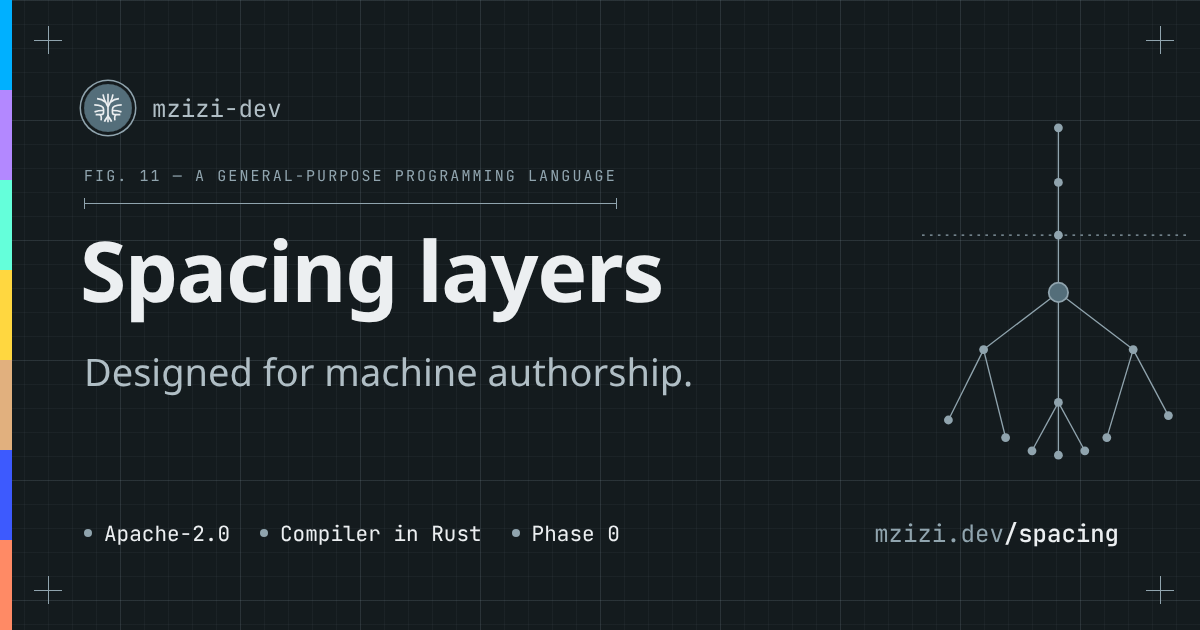 mzizi-dev
FIG. 11 — A GENERAL-PURPOSE PROGRAMMING LANGUAGE
Spacing layers
Designed for machine authorship.
Apache-2.0
Compiler in Rust
Phase 0
mzizi.dev/spacing